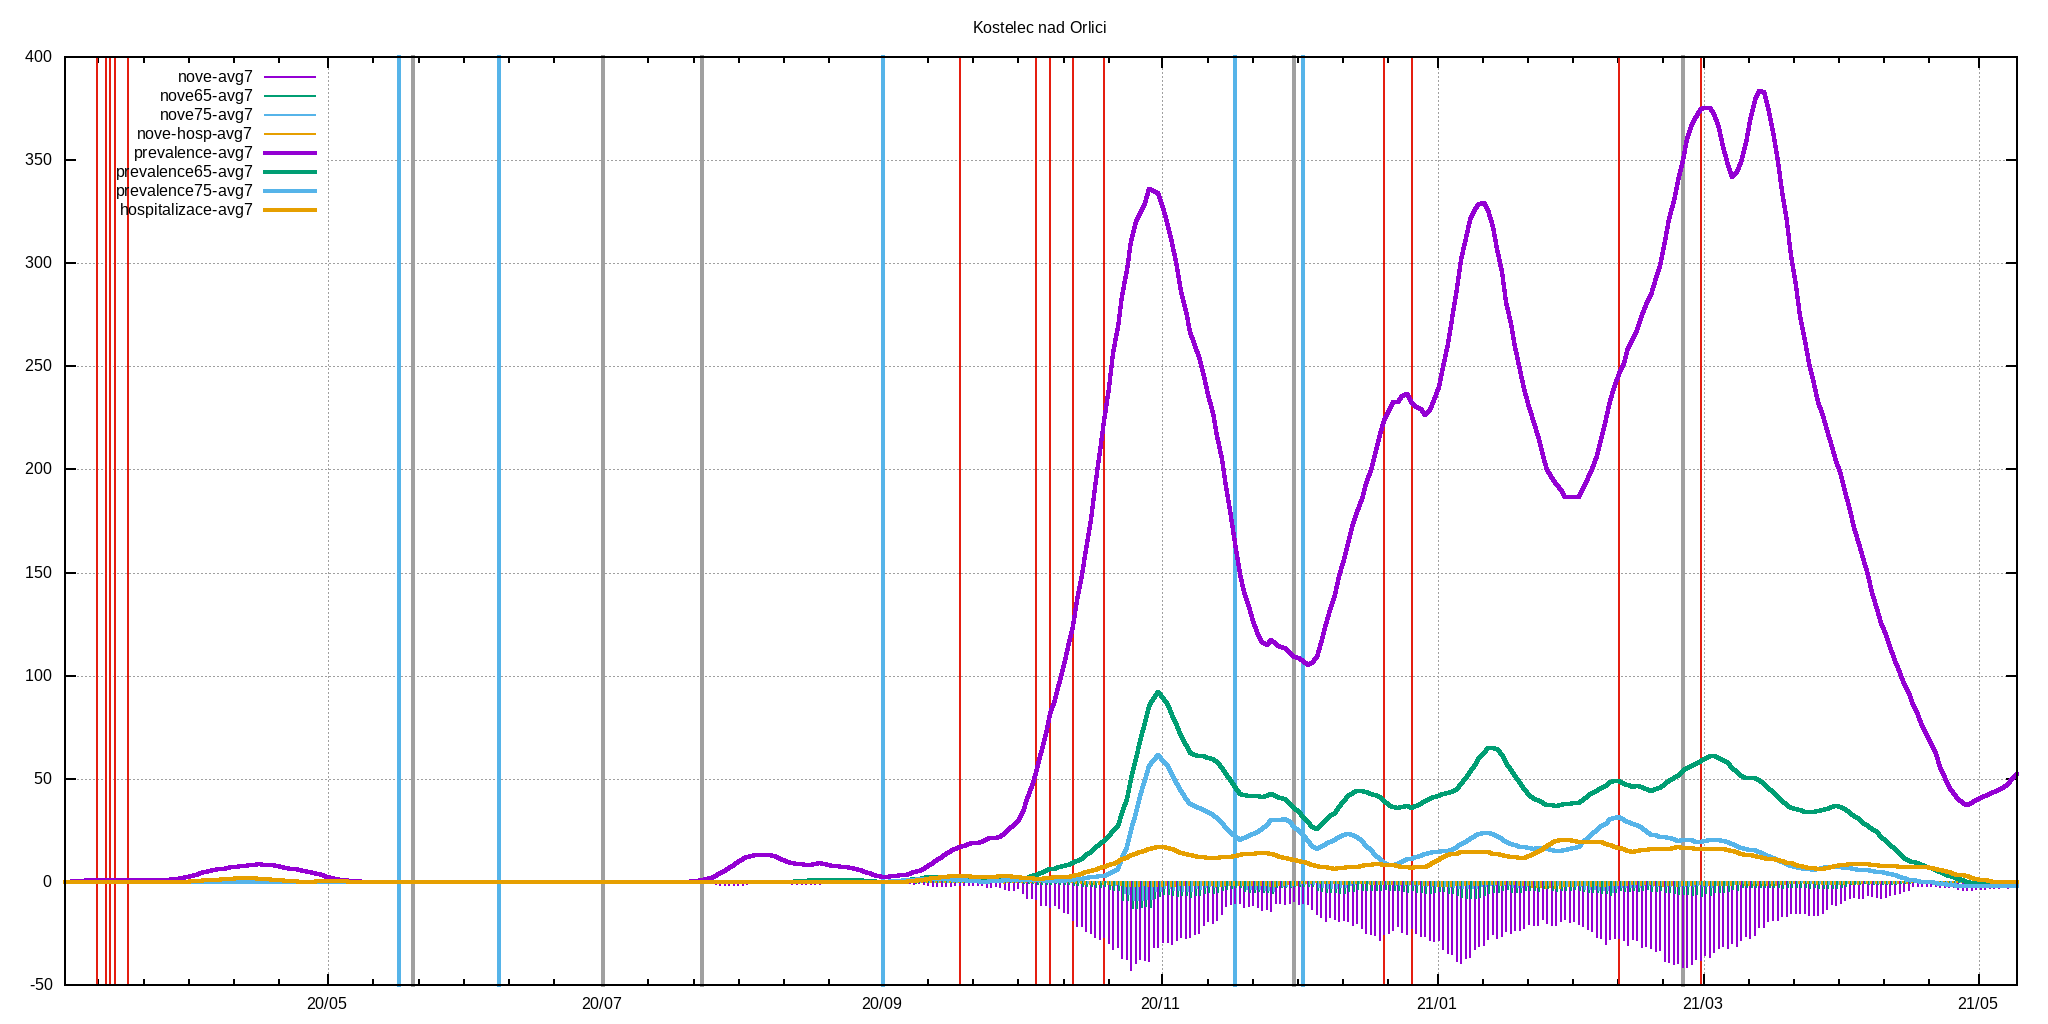 Kostelec nad Orlici
400
350
300
250
200
150
100
50
0
-50
nove-avg7
nove65-avg7
nove75-avg7
nove-hosp-avg7
prevalence-avg7
prevalence65-avg7
prevalence75-avg7
hospitalizace-avg7
20/05 20/07 20/09 20/11 21/01 21/03 21/05